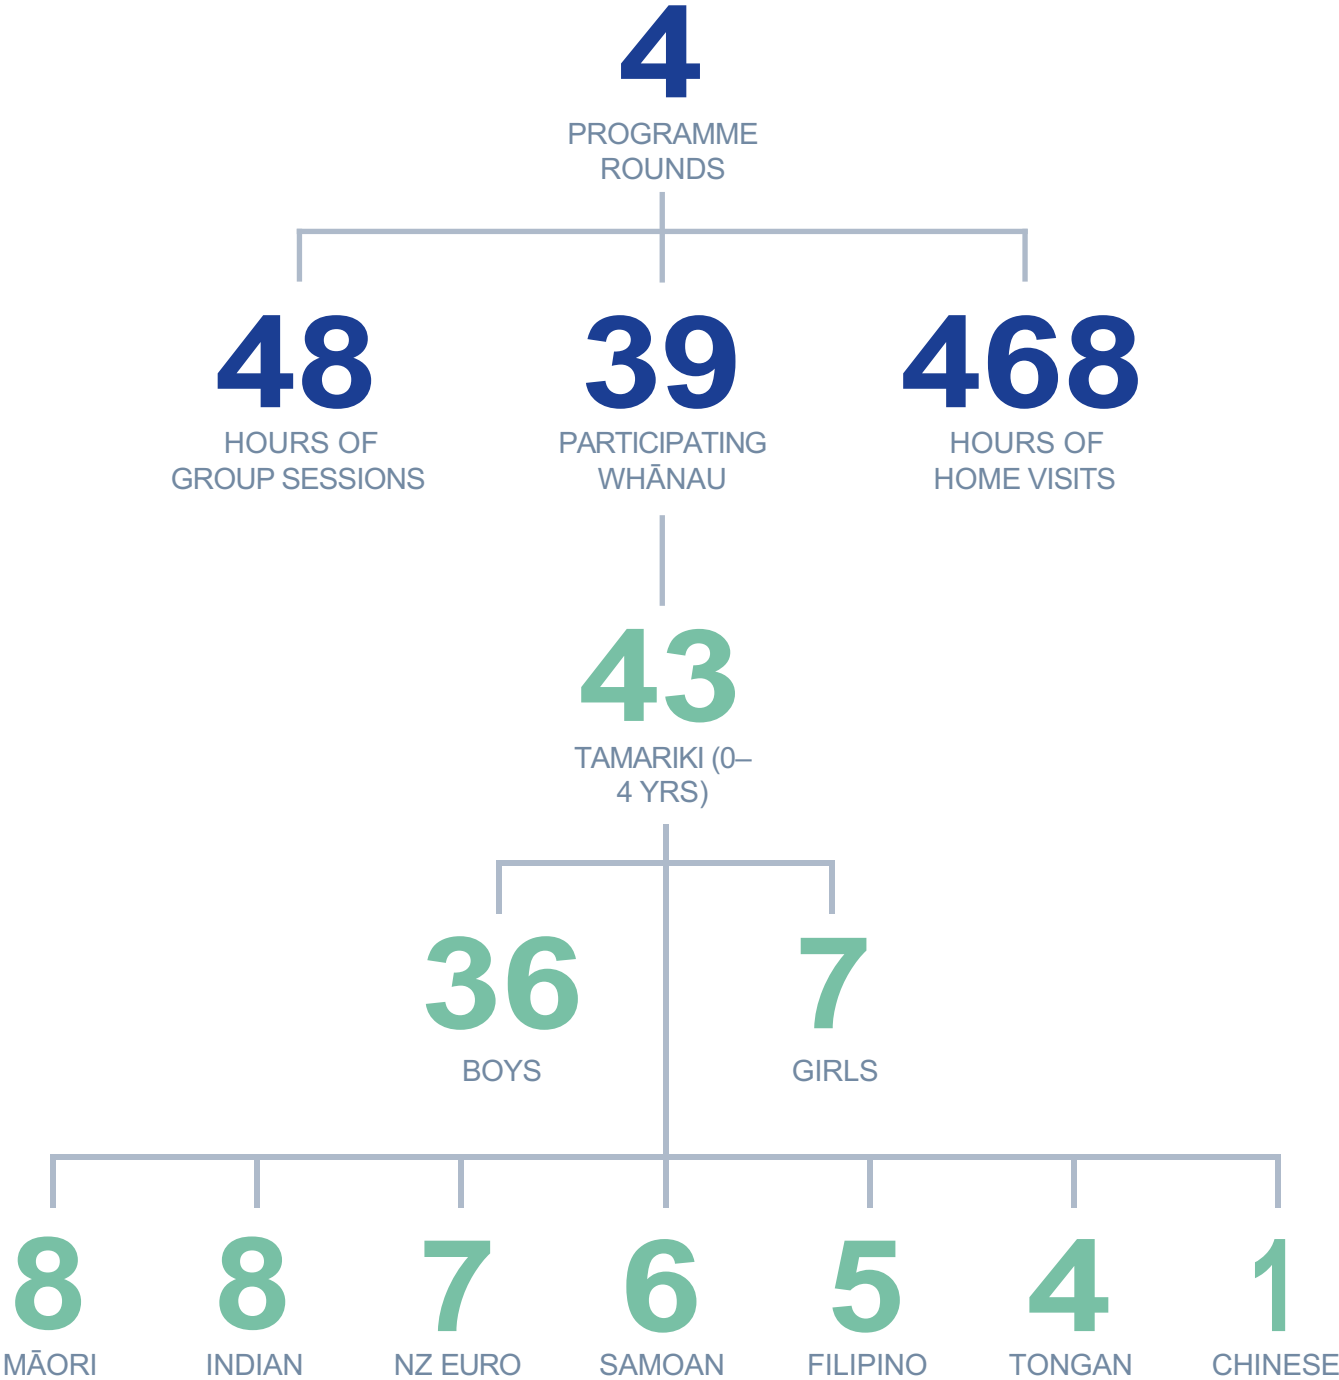 4
PROGRAMME
ROUNDS
48
HOURS OF
GROUP SESSIONS
39
PARTICIPATING
WHĀNAU
468
HOURS OF
HOME VISITS
43
TAMARIKI (0–
4 YRS)
36
BOYS
7
GIRLS
8
MĀORI
8
INDIAN
7
NZ EURO
6
SAMOAN
5
FILIPINO
4
TONGAN
1
CHINESE